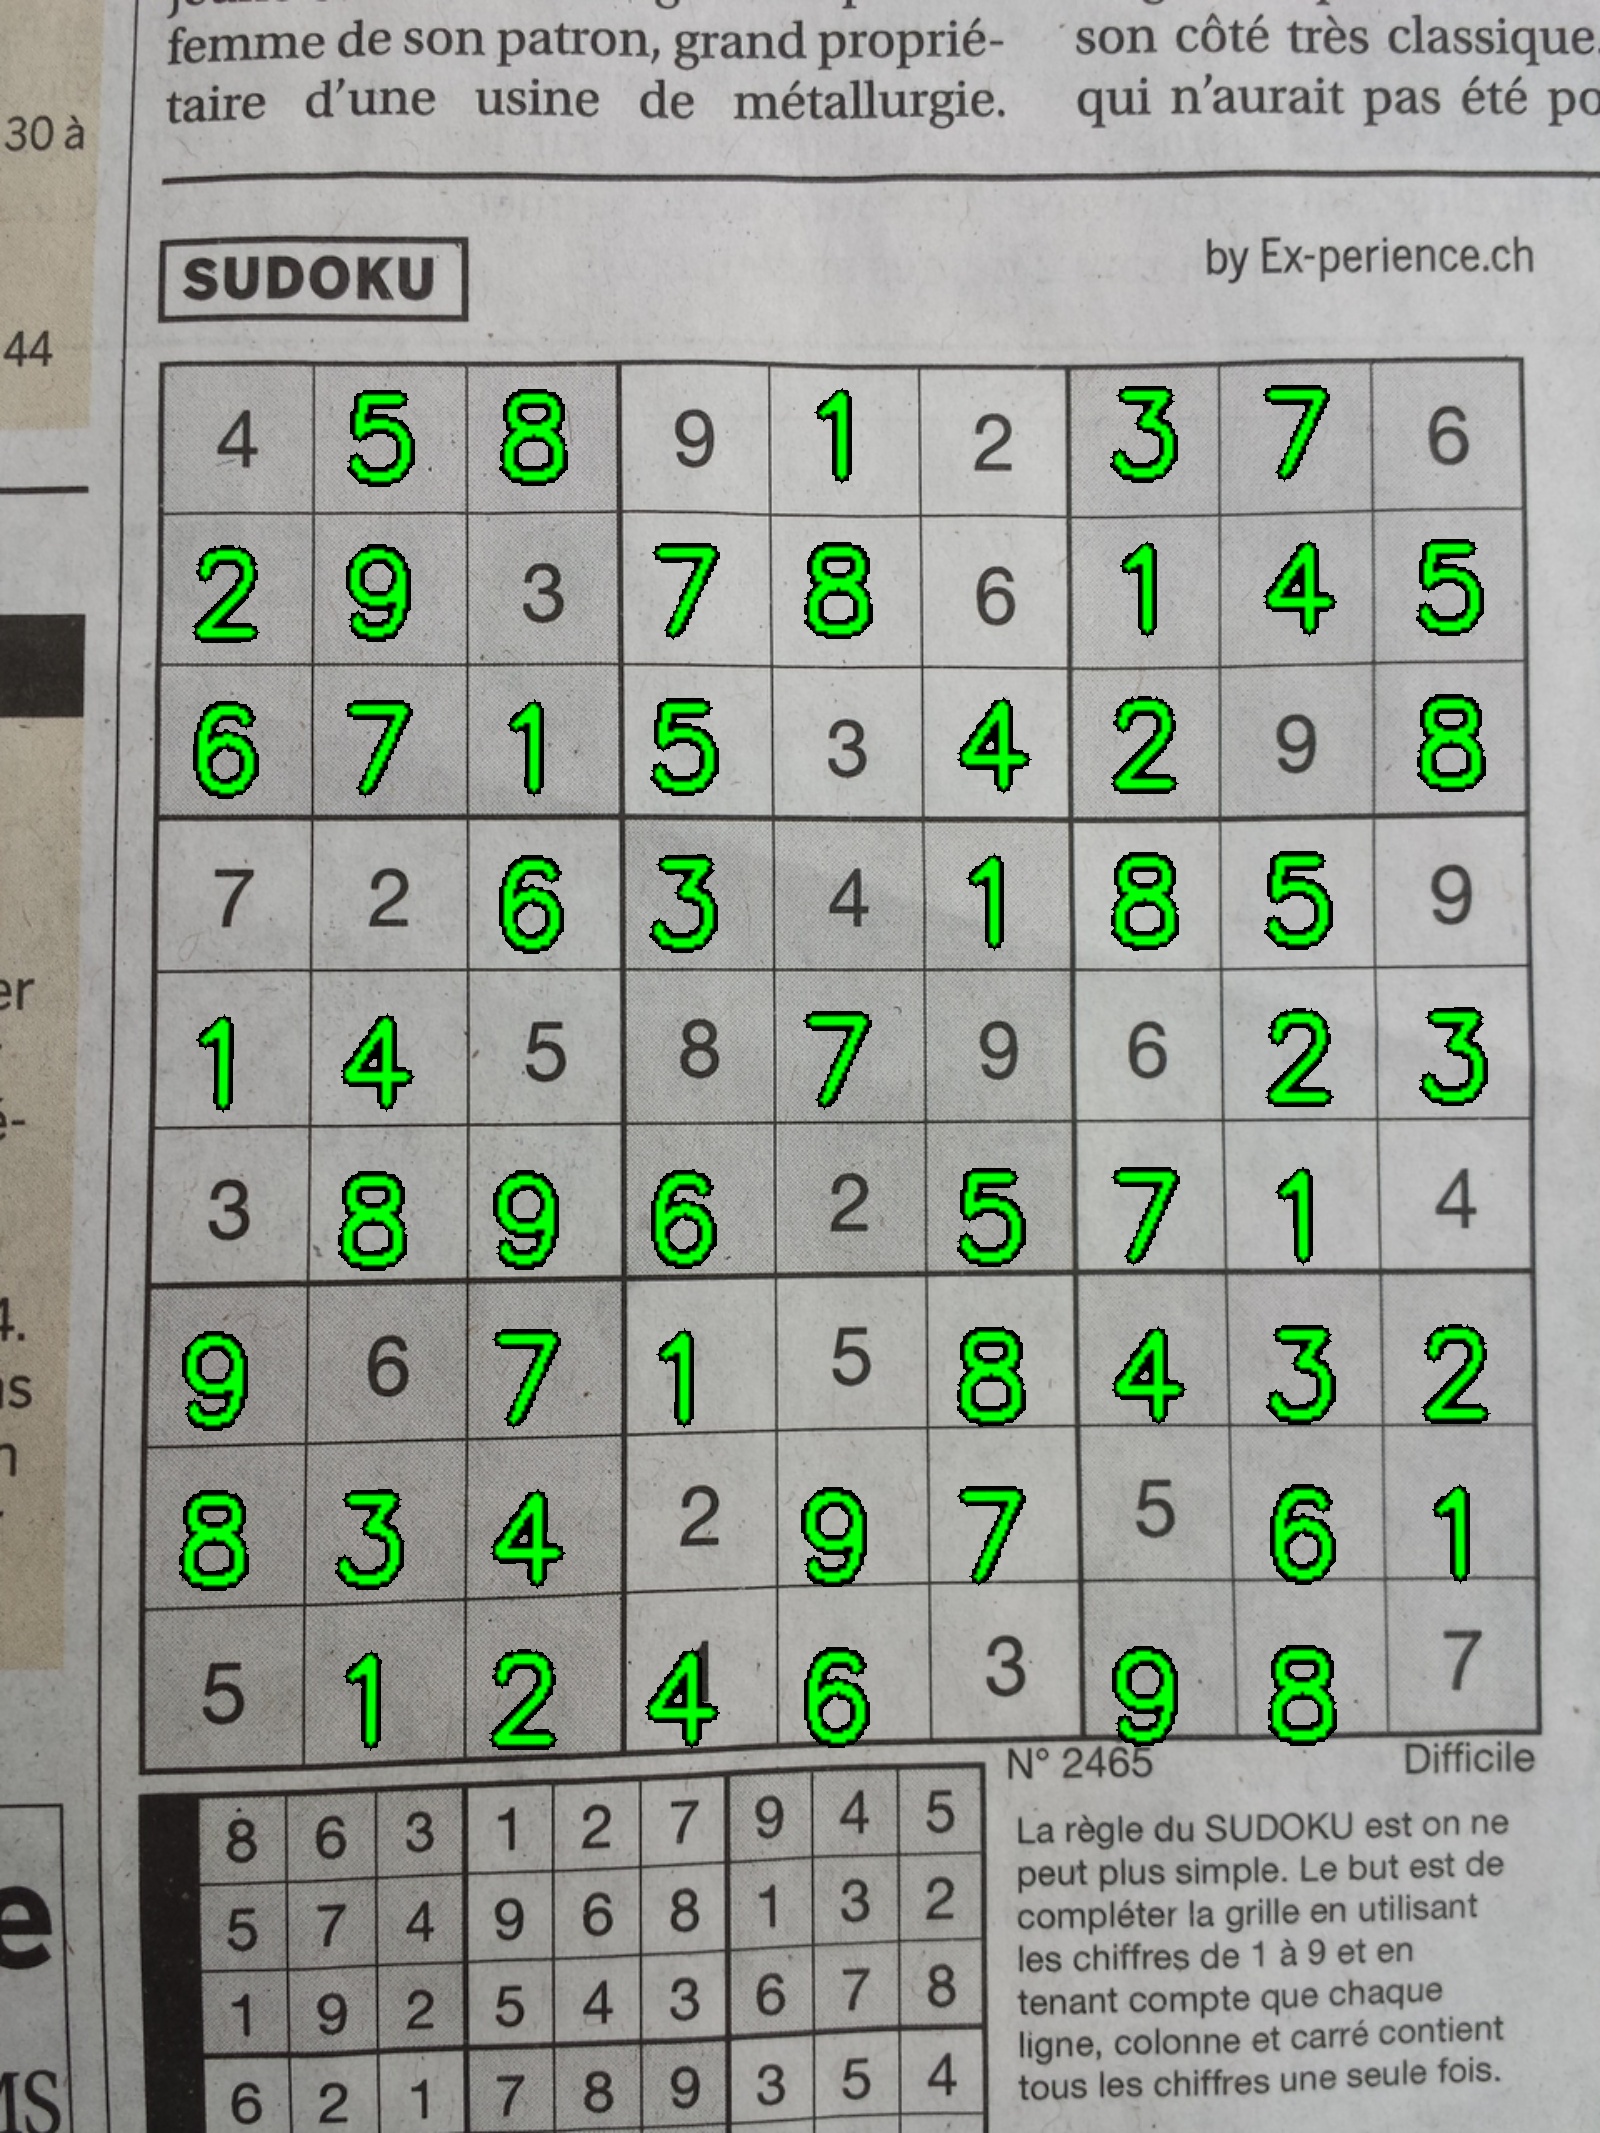 femme de son patron, grand proprié-
taire d'une usine de métallurgie.
son côté très classique
qui n'aurait pas été
30 à
44
SUDOKU
by Ex-perience.ch
4 5 8 9 1 2 3 7 6
2 9 3 7 8 6 1 4 5
6 7 1 5 3 4 2 9 8
7 2 6 3 4 1 8 5 9
1 4 5 8 7 9 6 2 3
3 8 9 6 2 5 7 1 4
9 6 7 1 5 8 4 3 2
8 3 4 2 9 7 5 6 1
5 1 2 4 6 3 9 8 7
N° 2465
Difficile
8 6 3 1 2 7 9 4 5
5 7 4 9 6 8 1 3 2
1 9 2 5 4 3 6 7 8
6 2 1 7 8 9 3 5 4
La règle du SUDOKU est on ne
peut plus simple. Le but est de
compléter la grille en utilisant
les chiffres de 1 à 9 et en
tenant compte que chaque
ligne, colonne et carré contient
tous les chiffres une seule fois.